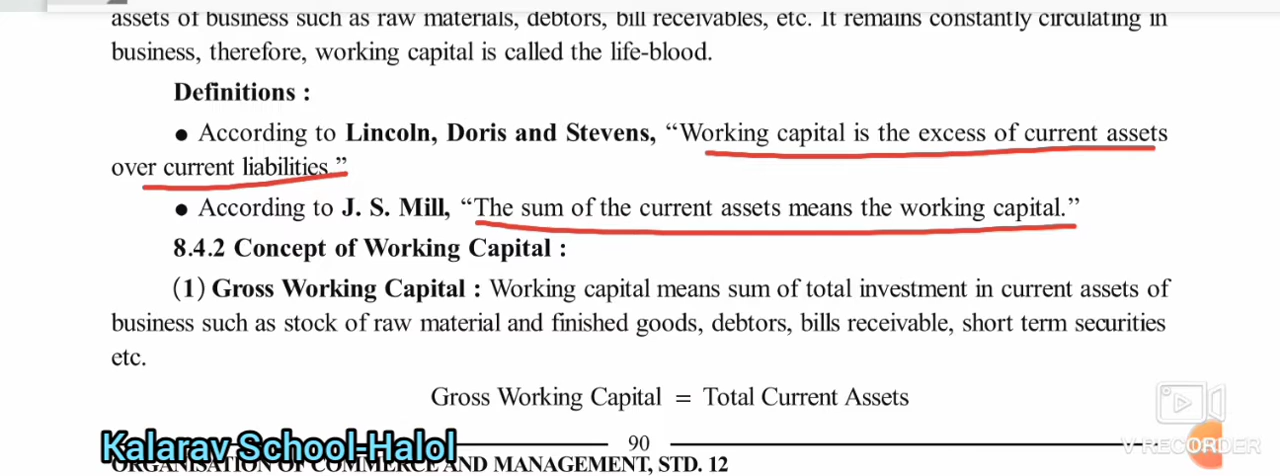 assets of business such as raw materials, debtors, bill receivables, etc. It remains constantly circulating in
business, therefore, working capital is called the life-blood.
Definitions :
● According to Lincoln, Doris and Stevens, “Working capital is the excess of current assets
over current liabilities.”
● According to J. S. Mill, “The sum of the current assets means the working capital.”
8.4.2 Concept of Working Capital :
(1) Gross Working Capital : Working capital means sum of total investment in current assets of
business such as stock of raw material and finished goods, debtors, bills receivable, short term securities
etc.
Gross Working Capital = Total Current Assets
90
Kalarav School-Halol
ORGANISATION OF COMMERCE AND MANAGEMENT, STD. 12
V RECORDER